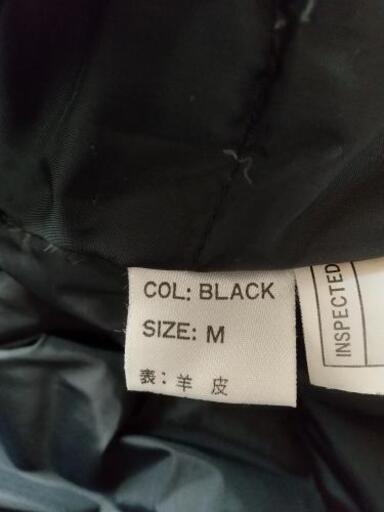 COL: BLACK
SIZE: M
表: 羊 皮
INSPECTED